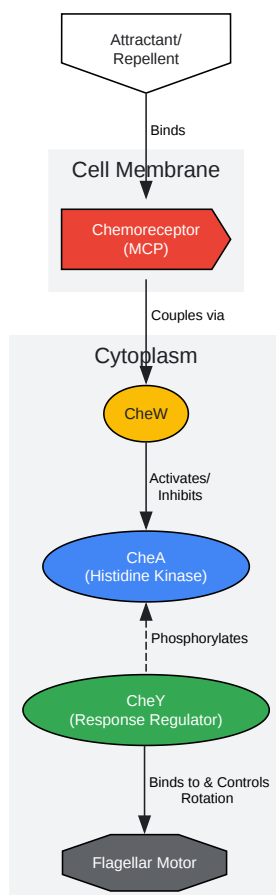 Attractant/
Repellent
Binds
Cell Membrane
Chemoreceptor
(MCP)
Couples via
Cytoplasm
CheW
Activates/
Inhibits
CheA
(Histidine Kinase)
Phosphorylates
CheY
(Response Regulator)
Binds to & Controls
Rotation
Flagellar Motor